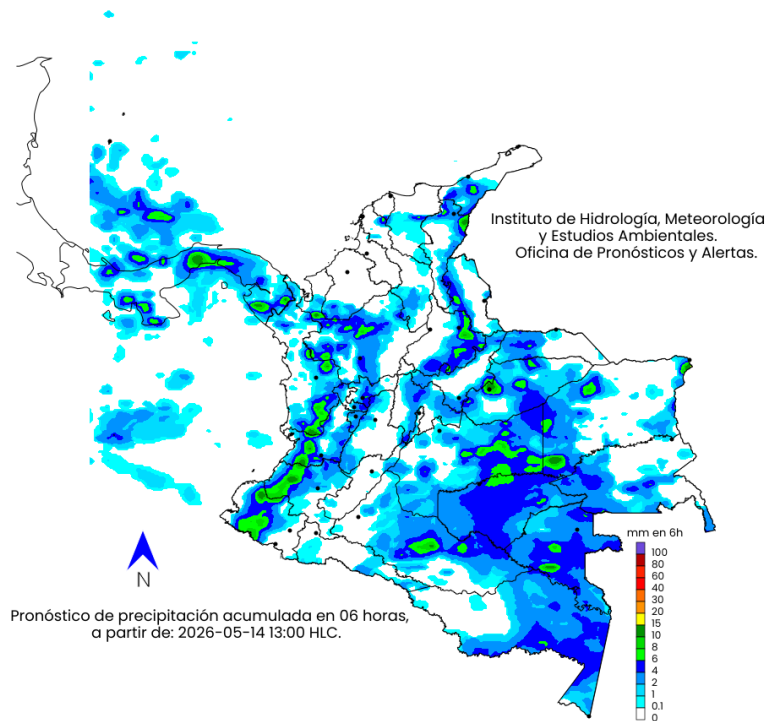 Instituto de Hidrología, Meteorología
y Estudios Ambientales.
Oficina de Pronósticos y Alertas.
mm en 6h
100
80
60
40
30
20
15
10
8
6
4
2
1
0.1
0
N
Pronóstico de precipitación acumulada en 06 horas,
a partir de: 2026-05-14 13:00 HLC.